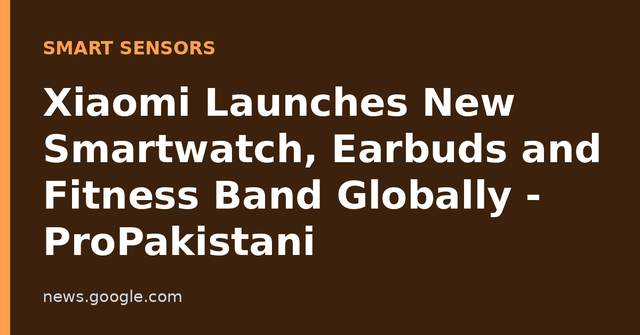 SMART SENSORS
Xiaomi Launches New
Smartwatch, Earbuds and
Fitness Band Globally -
ProPakistani
news.google.com